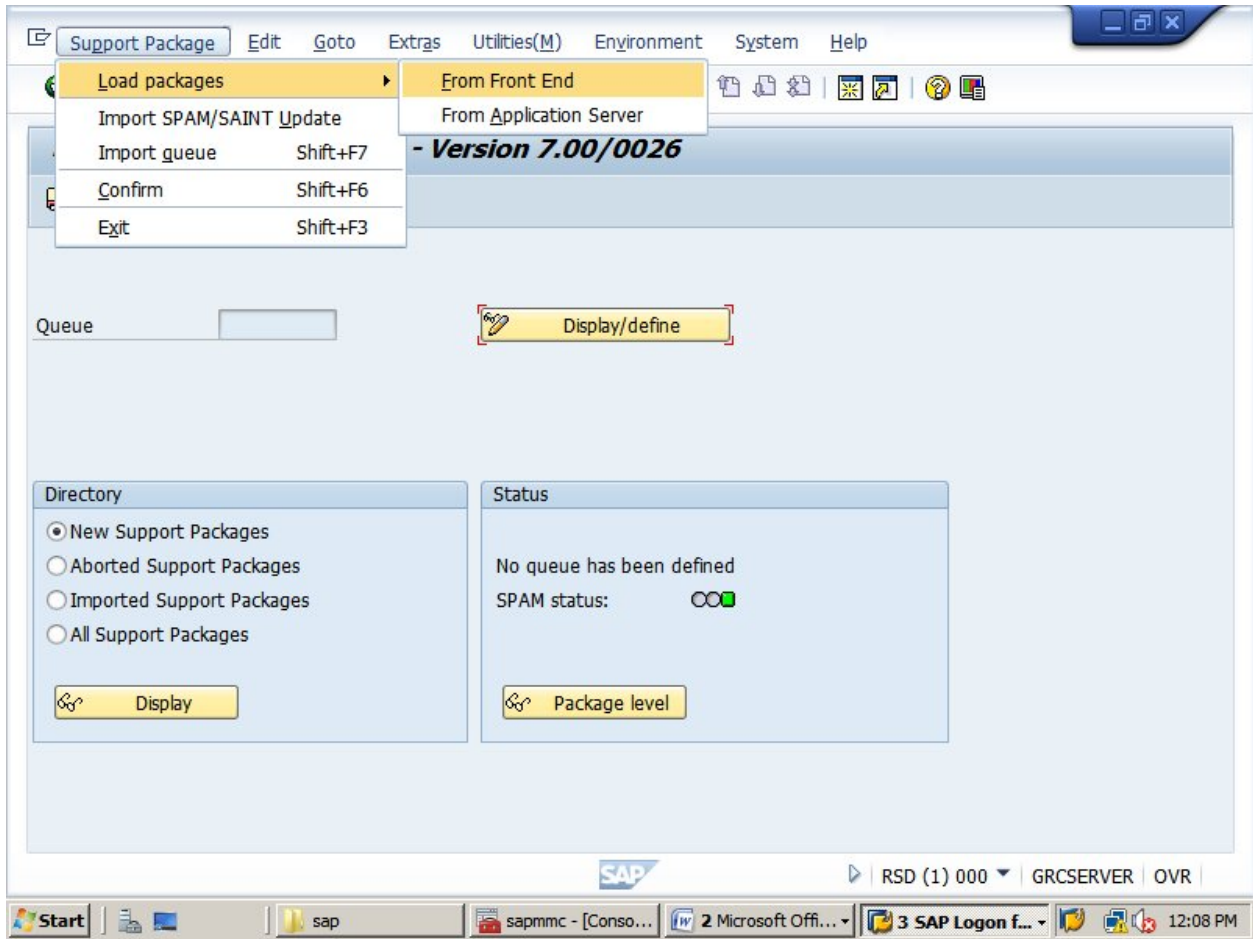 Support Package Edit Goto Extras Utilities(M) Environment System Help
Load packages From Front End
Import SPAM/SAINT Update From Application Server
Import queue Shift+F7 - Version 7.00/0026
Confirm Shift+F6
Exit Shift+F3
Queue Display/define
Directory
New Support Packages
Aborted Support Packages
Imported Support Packages
All Support Packages
Display
Status
No queue has been defined
SPAM status:
Package level
SAP RSD (1) 000 GRCSERVER OVR
Start sap sapmmc - [Conso... 2 Microsoft Offi... 3 SAP Logon f... 12:08 PM